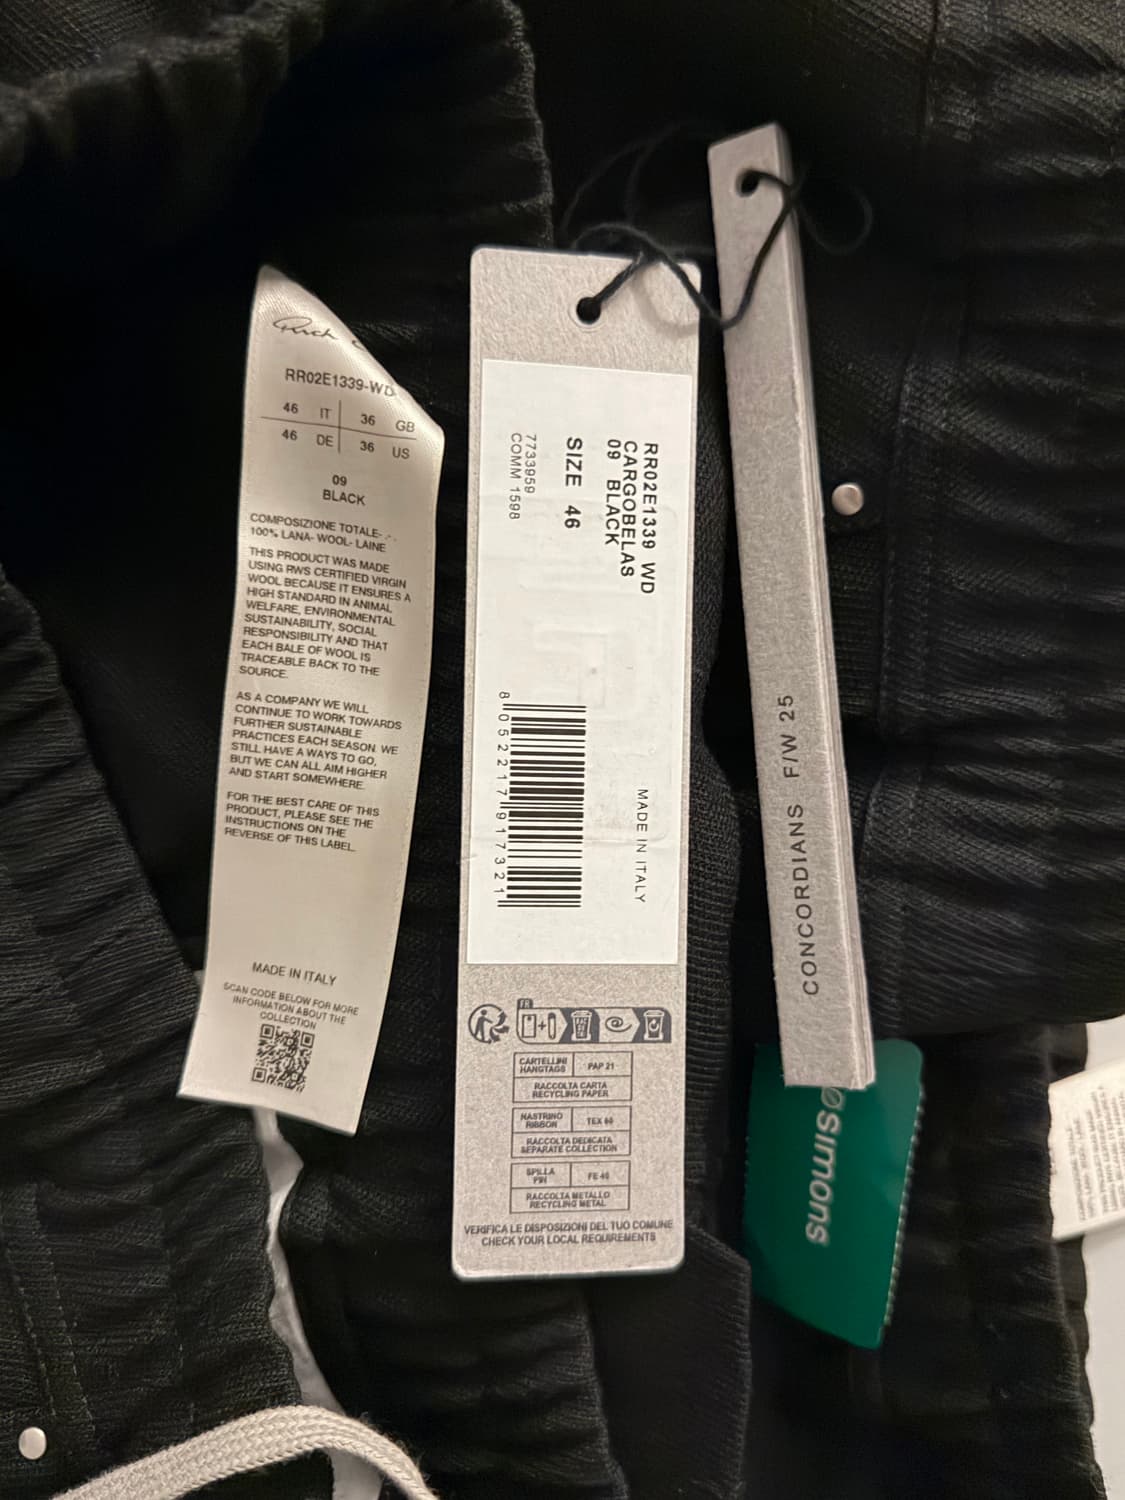 Rick
RR02E1339-WD
46 IT 36 GB
46 DE 36 US
09
BLACK
COMPOSIZIONE TOTALE-
100% LANA- WOOL- LAINE
THIS PRODUCT WAS MADE
USING RWS CERTIFIED VIRGIN
WOOL BECAUSE IT ENSURES A
HIGH STANDARD IN ANIMAL
WELFARE, ENVIRONMENTAL
SUSTAINABILITY, SOCIAL
RESPONSIBILITY AND THAT
EACH BALE OF WOOL IS
TRACEABLE BACK TO THE
SOURCE.
AS A COMPANY WE WILL
CONTINUE TO WORK TOWARDS
FURTHER SUSTAINABLE
PRACTICES EACH SEASON. WE
STILL HAVE A WAYS TO GO,
BUT WE CAN ALL AIM HIGHER
AND START SOMEWHERE.
FOR THE BEST CARE OF THIS
PRODUCT, PLEASE SEE THE
INSTRUCTIONS ON THE
REVERSE OF THIS LABEL.
MADE IN ITALY
SCAN CODE BELOW FOR MORE
INFORMATION ABOUT THE
COLLECTION
RR02E1339 WD
CARGOBELAS
09 BLACK
SIZE 46
7733959
COMM 1598
MADE IN ITALY
8052217917321
FR
CARTELLINI
HANGTAGS PAP 21
RACCOLTA CARTA
RECYCLING PAPER
NASTRINO
RIBBON TEX 60
RACCOLTA DEDICATA
SEPARATE COLLECTION
SPILLA
PIN FE 40
RACCOLTA METALLO
RECYCLING METAL
VERIFICA LE DISPOSIZIONI DEL TUO COMUNE
CHECK YOUR LOCAL REQUIREMENTS
CONCORDIANS F/W 25
simons